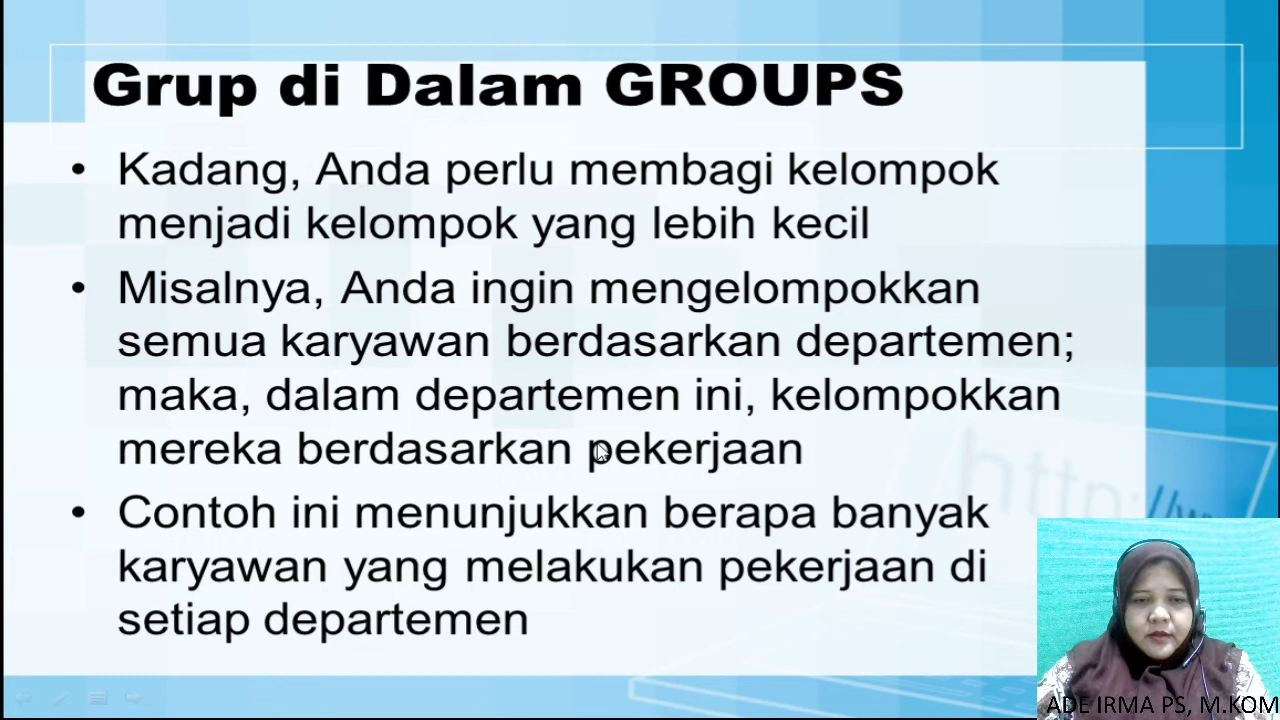 Grup di Dalam GROUPS
• Kadang, Anda perlu membagi kelompok
menjadi kelompok yang lebih kecil
• Misalnya, Anda ingin mengelompokkan
semua karyawan berdasarkan departemen;
maka, dalam departemen ini, kelompokkan
mereka berdasarkan pekerjaan
• Contoh ini menunjukkan berapa banyak
karyawan yang melakukan pekerjaan di
setiap departemen
http://w
ADE IRMA PS, M.KOM